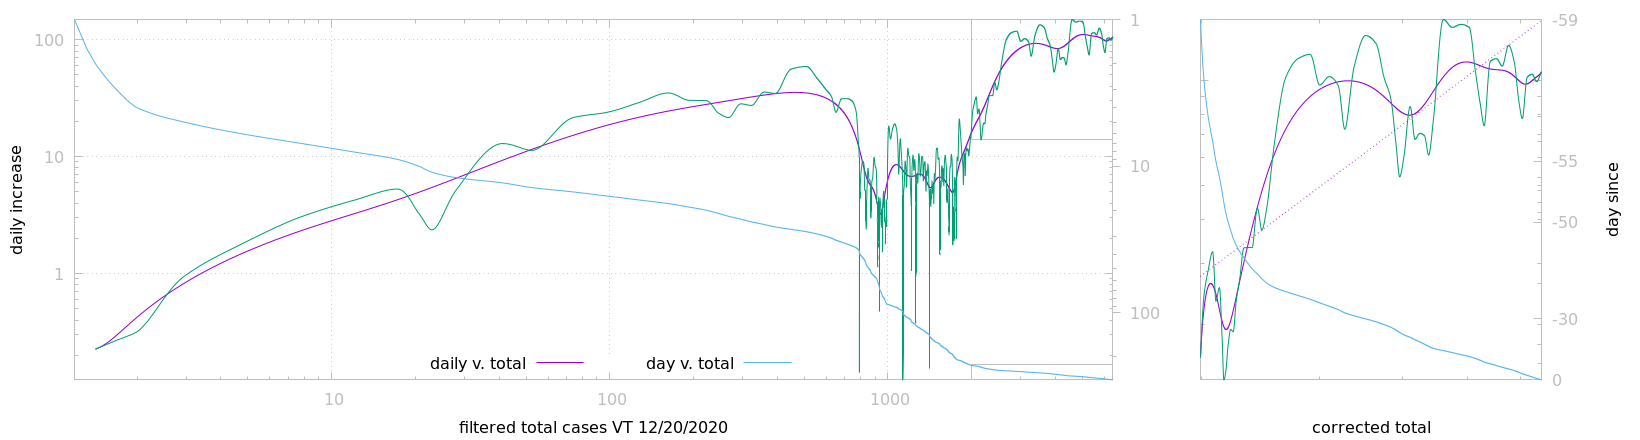 daily increase
100
10
1
daily v. total
day v. total
10
100
1000
filtered total cases VT 12/20/2020
1
10
100
-59
-55
-50
-30
0
day since
corrected total